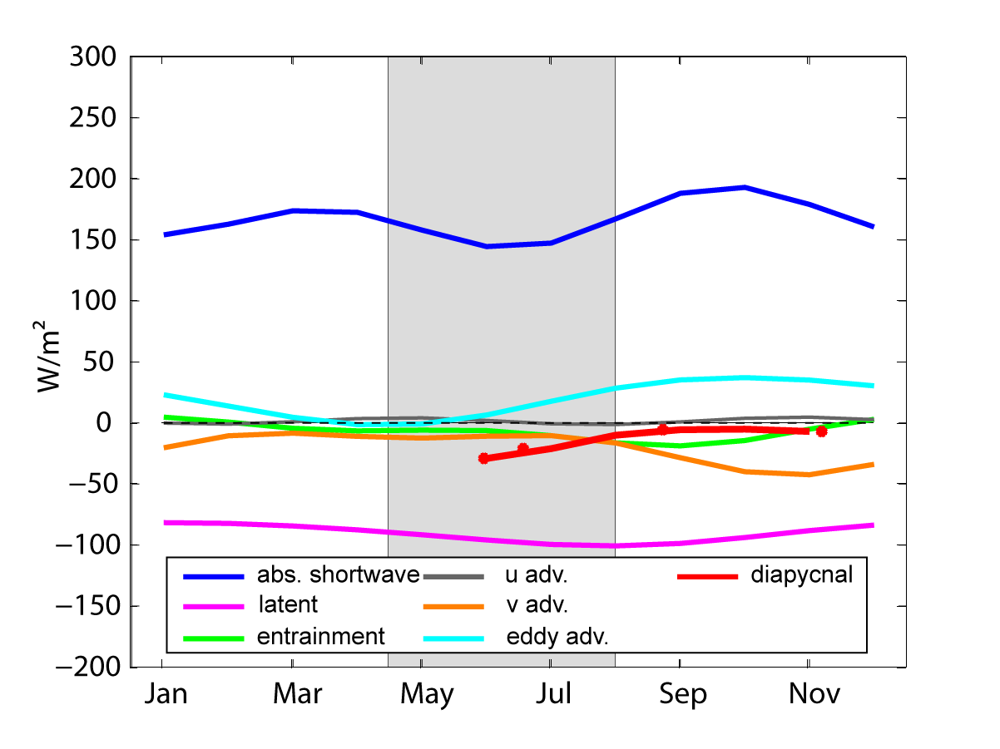 300
250
200
150
100
50
0
−50
−100
−150
−200
W/m²
abs. shortwave u adv. diapycnal
latent v adv.
entrainment eddy adv.
Jan Mar May Jul Sep Nov